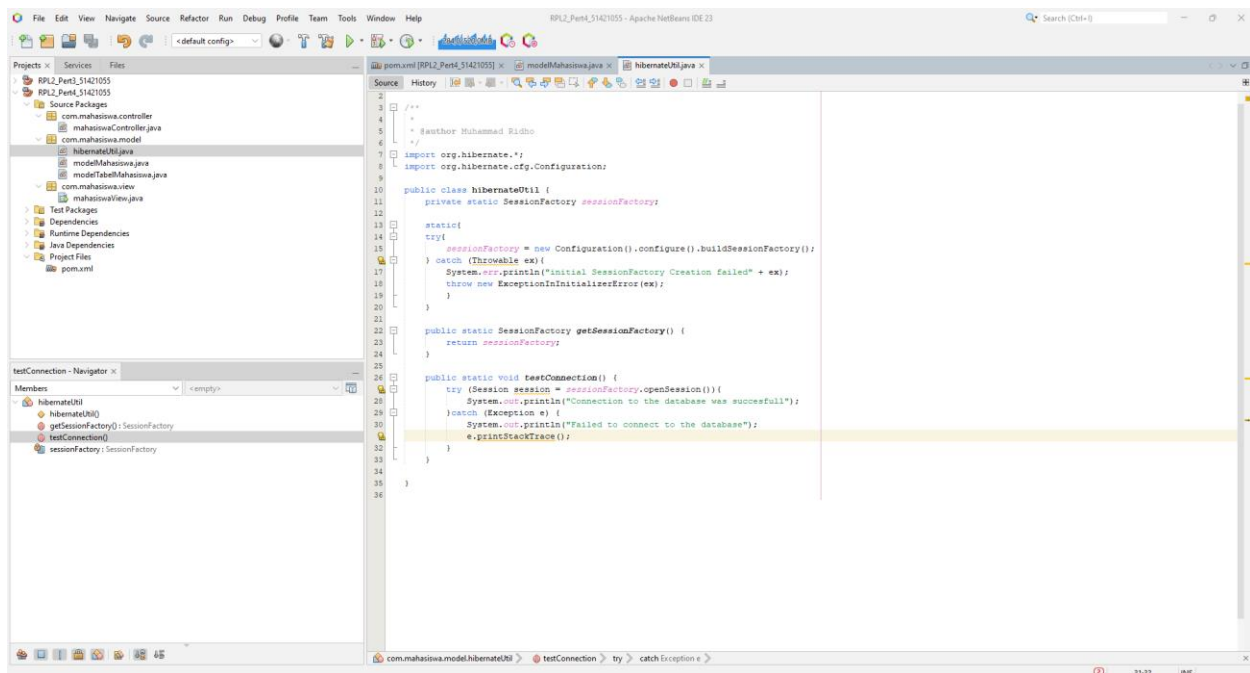 File Edit View Navigate Source Refactor Run Debug Profile Team Tools Window Help
RPL2_Pert4_51421055 - Apache NetBeans IDE 23
Search (Ctrl+I)
<default config>
Projects Services Files
pom.xml [RPL2_Pert4_51421055] modelMahasiswa.java hibernateUtil.java
Source History
RPL2_Pert3_51421055
RPL2_Pert4_51421055
Source Packages
com.mahasiswa.controller
mahasiswaController.java
com.mahasiswa.model
hibernateUtil.java
modelMahasiswa.java
modelTabelMahasiswa.java
com.mahasiswa.view
mahasiswaView.java
Test Packages
Dependencies
Runtime Dependencies
Java Dependencies
Project Files
pom.xml
testConnection - Navigator
Members <empty>
hibernateUtil
hibernateUtil()
getSessionFactory() : SessionFactory
testConnection()
sessionFactory : SessionFactory
2
3 /**
4 *
5 * @author Muhammad Ridho
6 */
7 import org.hibernate.*;
8 import org.hibernate.cfg.Configuration;
9
10 public class hibernateUtil {
11 private static SessionFactory sessionFactory;
12
13 static{
14 try{
15 sessionFactory = new Configuration().configure().buildSessionFactory();
} catch (Throwable ex){
17 System.err.println("initial SessionFactory Creation failed" + ex);
18 throw new ExceptionInInitializerError(ex);
19 }
20 }
21
22 public static SessionFactory getSessionFactory() {
23 return sessionFactory;
24 }
25
26 public static void testConnection() {
try (Session session = sessionFactory.openSession()){
28 System.out.println("Connection to the database was succesfull");
29 }catch (Exception e) {
30 System.out.println("Failed to connect to the database");
e.printStackTrace();
32 }
33 }
34
35 }
36
com.mahasiswa.model.hibernateUtil testConnection try catch Exception e